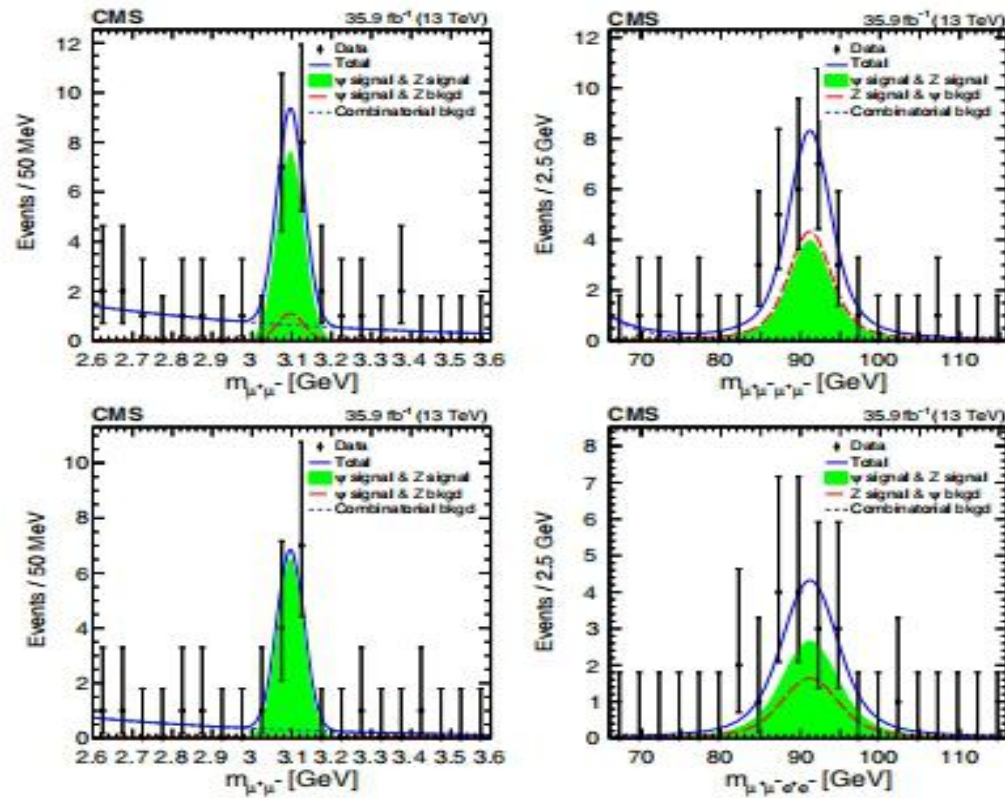 CMS 35.9 fb⁻¹ (13 TeV)
Events / 50 MeV
12
10
8
6
4
2
0
Data
Total
ψ signal & Z signal
ψ signal & Z bkgd
Combinatorial bkgd
2.6 2.7 2.8 2.9 3 3.1 3.2 3.3 3.4 3.5 3.6
m_μ⁺μ⁻ [GeV]
CMS 35.9 fb⁻¹ (13 TeV)
Events / 2.5 GeV
12
10
8
6
4
2
0
Data
Total
ψ signal & Z signal
Z signal & ψ bkgd
Combinatorial bkgd
70 80 90 100 110
m_μ⁺μ⁻μ⁺μ⁻ [GeV]
CMS 35.9 fb⁻¹ (13 TeV)
Events / 50 MeV
10
8
6
4
2
0
Data
Total
ψ signal & Z signal
ψ signal & Z bkgd
Combinatorial bkgd
2.6 2.7 2.8 2.9 3 3.1 3.2 3.3 3.4 3.5 3.6
m_μ⁺μ⁻ [GeV]
CMS 35.9 fb⁻¹ (13 TeV)
Events / 2.5 GeV
8
7
6
5
4
3
2
1
0
Data
Total
ψ signal & Z signal
Z signal & ψ bkgd
Combinatorial bkgd
70 80 90 100 110
m_μ⁺μ⁻e⁺e⁻ [GeV]